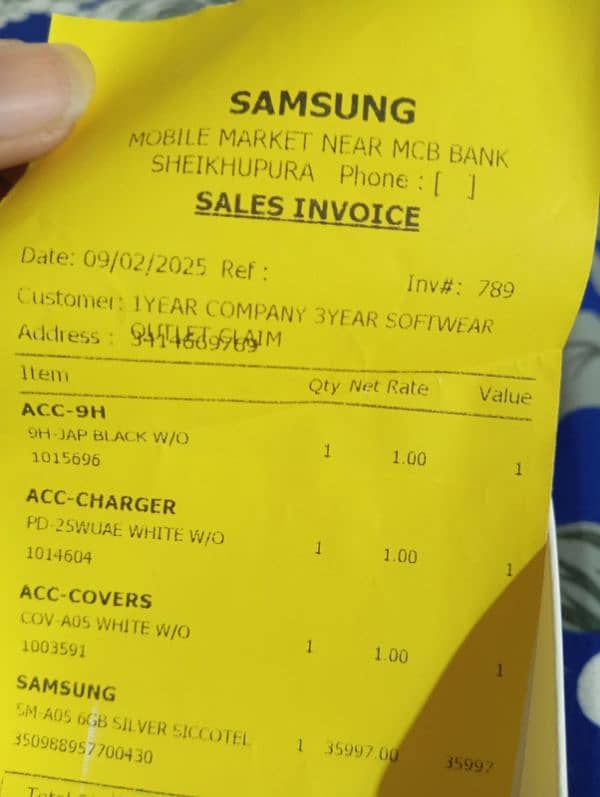 SAMSUNG
MOBILE MARKET NEAR MCB BANK
SHEIKHUPURA Phone : [ ]
SALES INVOICE
Date: 09/02/2025 Ref : Inv#: 789
Customer: 1YEAR COMPANY 3YEAR SOFTWEAR
OUTLET CLAIM
Address :
Item Qty Net Rate Value
ACC-9H
9H-JAP BLACK W/O 1 1.00 1
1015696
ACC-CHARGER
PD-25WUAE WHITE W/O 1 1.00 1
1014604
ACC-COVERS
COV-A05 WHITE W/O 1 1.00 1
1003591
SAMSUNG
SM-A05 6GB SILVER SICCOTEL 1 35997.00 35997
350988957700430